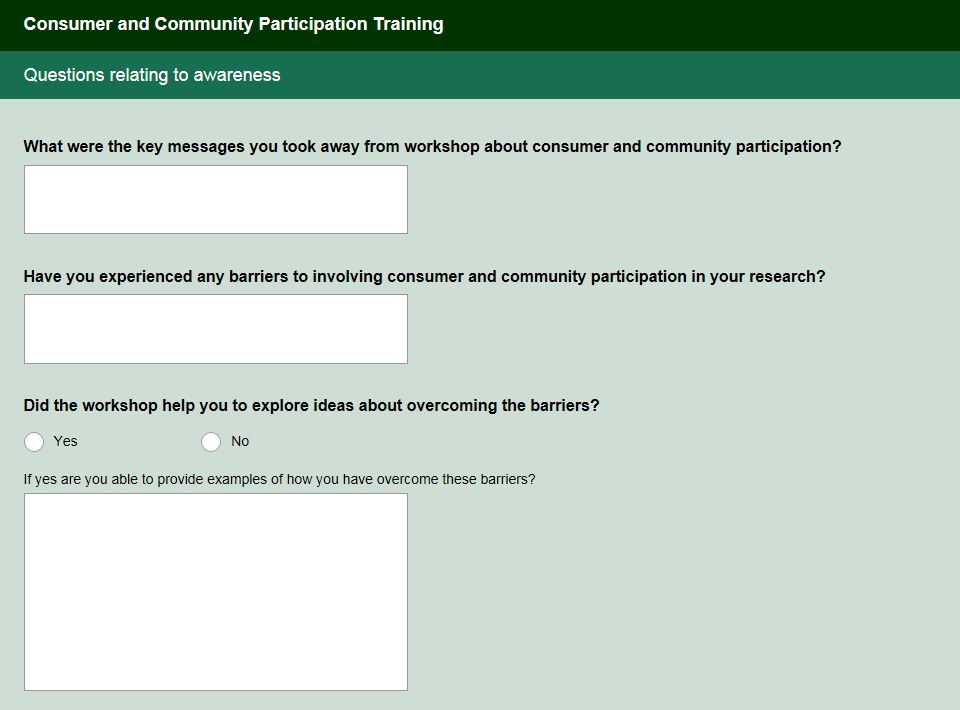 Consumer and Community Participation Training
Questions relating to awareness
What were the key messages you took away from workshop about consumer and community participation?
Have you experienced any barriers to involving consumer and community participation in your research?
Did the workshop help you to explore ideas about overcoming the barriers?
Yes No
If yes are you able to provide examples of how you have overcome these barriers?